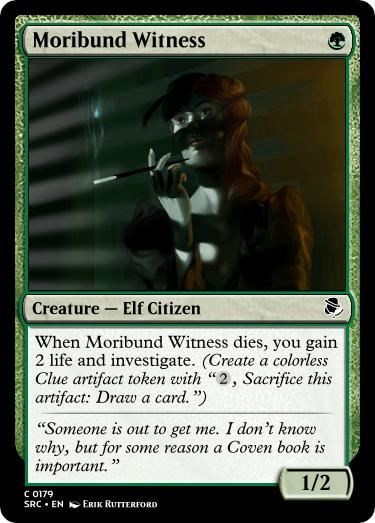 Moribund Witness
Creature — Elf Citizen
When Moribund Witness dies, you gain
2 life and investigate. (Create a colorless
Clue artifact token with “2, Sacrifice this
artifact: Draw a card.”)
“Someone is out to get me. I don’t know
why, but for some reason a Coven book is
important.”
1/2
C 0179
SRC • EN Erik Rutterford